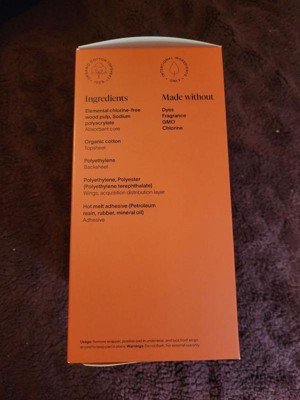 Ingredients
Elemental chlorine-free
wood pulp, Sodium
polyacrylate
Absorbent core
Organic cotton
Topsheet
Polyethylene
Backsheet
Polyethylene, Polyester
(Polyethylene terephthalate)
Wings, acquisition distribution layer
Hot melt adhesive (Petroleum
resin, rubber, mineral oil)
Adhesive
Made without
Dyes
Fragrance
GMO
Chlorine